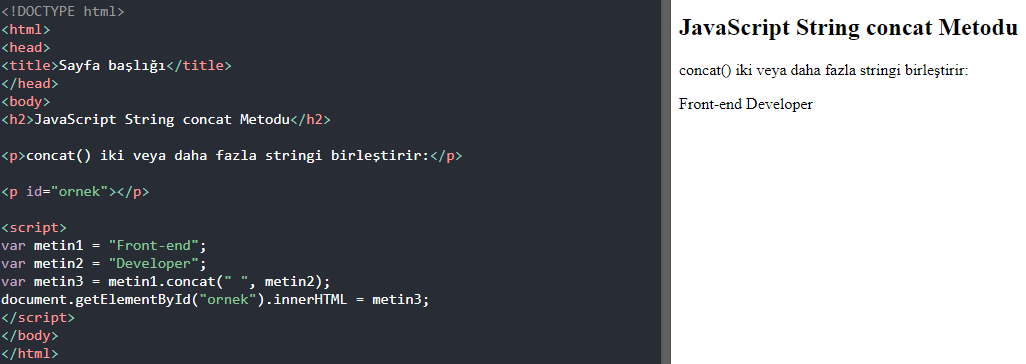 <!DOCTYPE html>
<html>
<head>
<title>Sayfa başlığı</title>
</head>
<body>
<h2>JavaScript String concat Metodu</h2>
<p>concat() iki veya daha fazla stringi birleştirir:</p>
<p id="ornek"></p>
<script>
var metin1 = "Front-end";
var metin2 = "Developer";
var metin3 = metin1.concat(" ", metin2);
document.getElementById("ornek").innerHTML = metin3;
</script>
</body>
</html>
JavaScript String concat Metodu
concat() iki veya daha fazla stringi birleştirir:
Front-end Developer